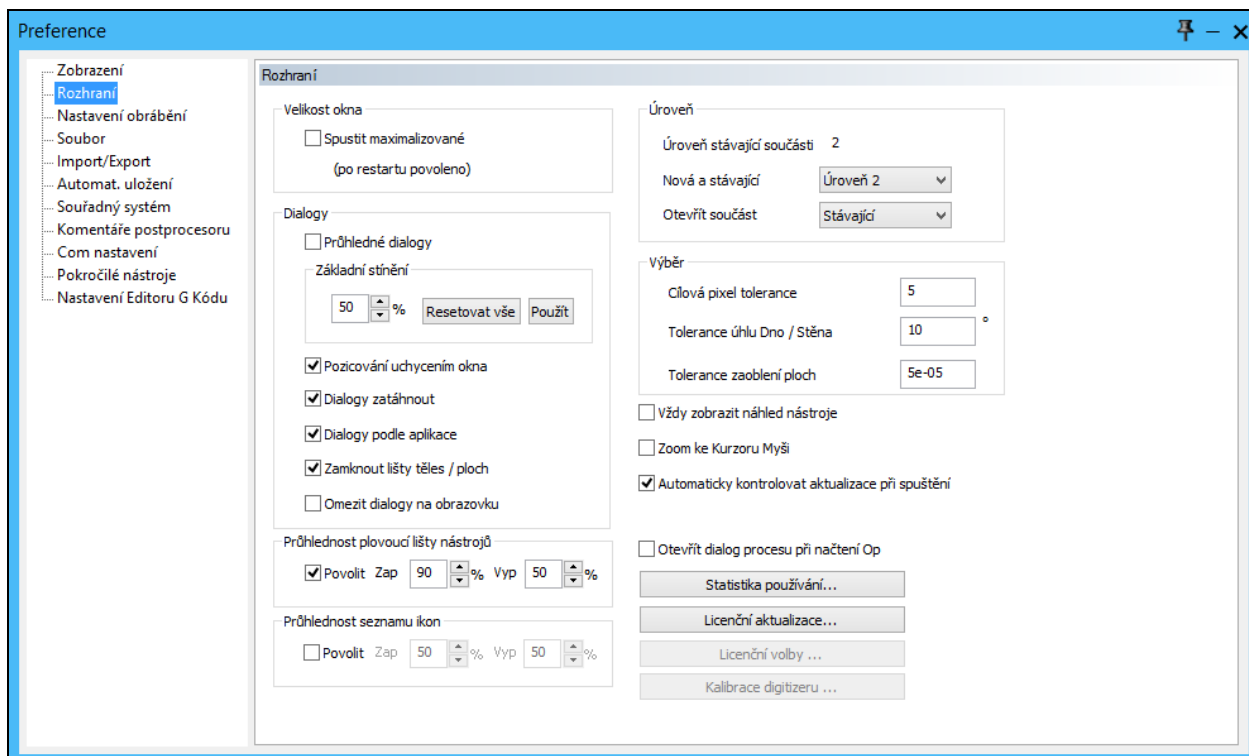 Preference
Zobrazení
Rozhraní
Nastavení obrábění
Soubor
Import/Export
Automat. uložení
Souřadný systém
Komentáře postprocesoru
Com nastavení
Pokročilé nástroje
Nastavení Editoru G Kódu
Rozhraní
Velikost okna
Spustit maximalizované
(po restartu povoleno)
Dialogy
Průhledné dialogy
Základní stínění
50 % Resetovat vše Použít
Pozicování uchycením okna
Dialogy zatáhnout
Dialogy podle aplikace
Zamknout lišty těles / ploch
Omezit dialogy na obrazovku
Průhlednost plovoucí lišty nástrojů
Povolit Zap 90 % Vyp 50 %
Průhlednost seznamu ikon
Povolit Zap 50 % Vyp 50 %
Úroveň
Úroveň stávající součásti 2
Nová a stávající Úroveň 2
Otevřít součást Stávající
Výběr
Cílová pixel tolerance 5
Tolerance úhlu Dno / Stěna 10 °
Tolerance zaoblení ploch 5e-05
Vždy zobrazit náhled nástroje
Zoom ke Kurzoru Myši
Automaticky kontrolovat aktualizace při spuštění
Otevřít dialog procesu při načtení Op
Statistika používání...
Licenční aktualizace...
Licenční volby ...
Kalibrace digitizeru ...